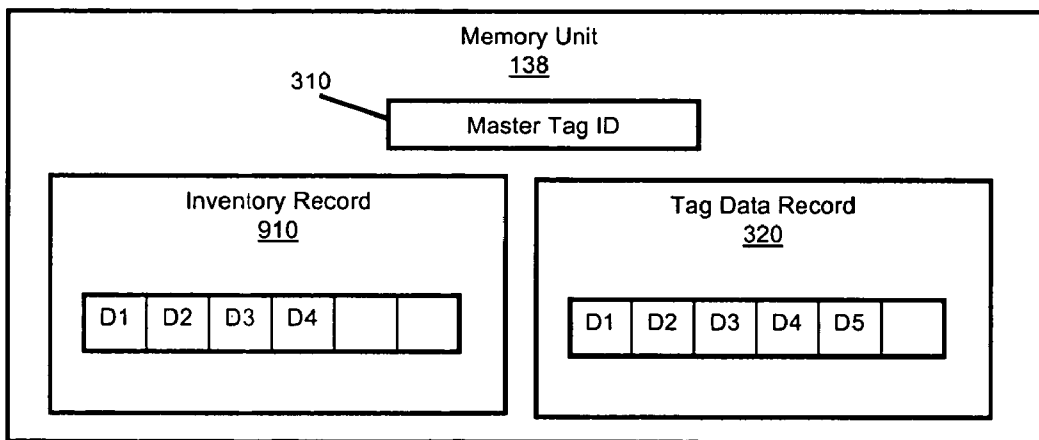 Memory Unit
138
310
Master Tag ID
Inventory Record
910
D1 D2 D3 D4
Tag Data Record
320
D1 D2 D3 D4 D5